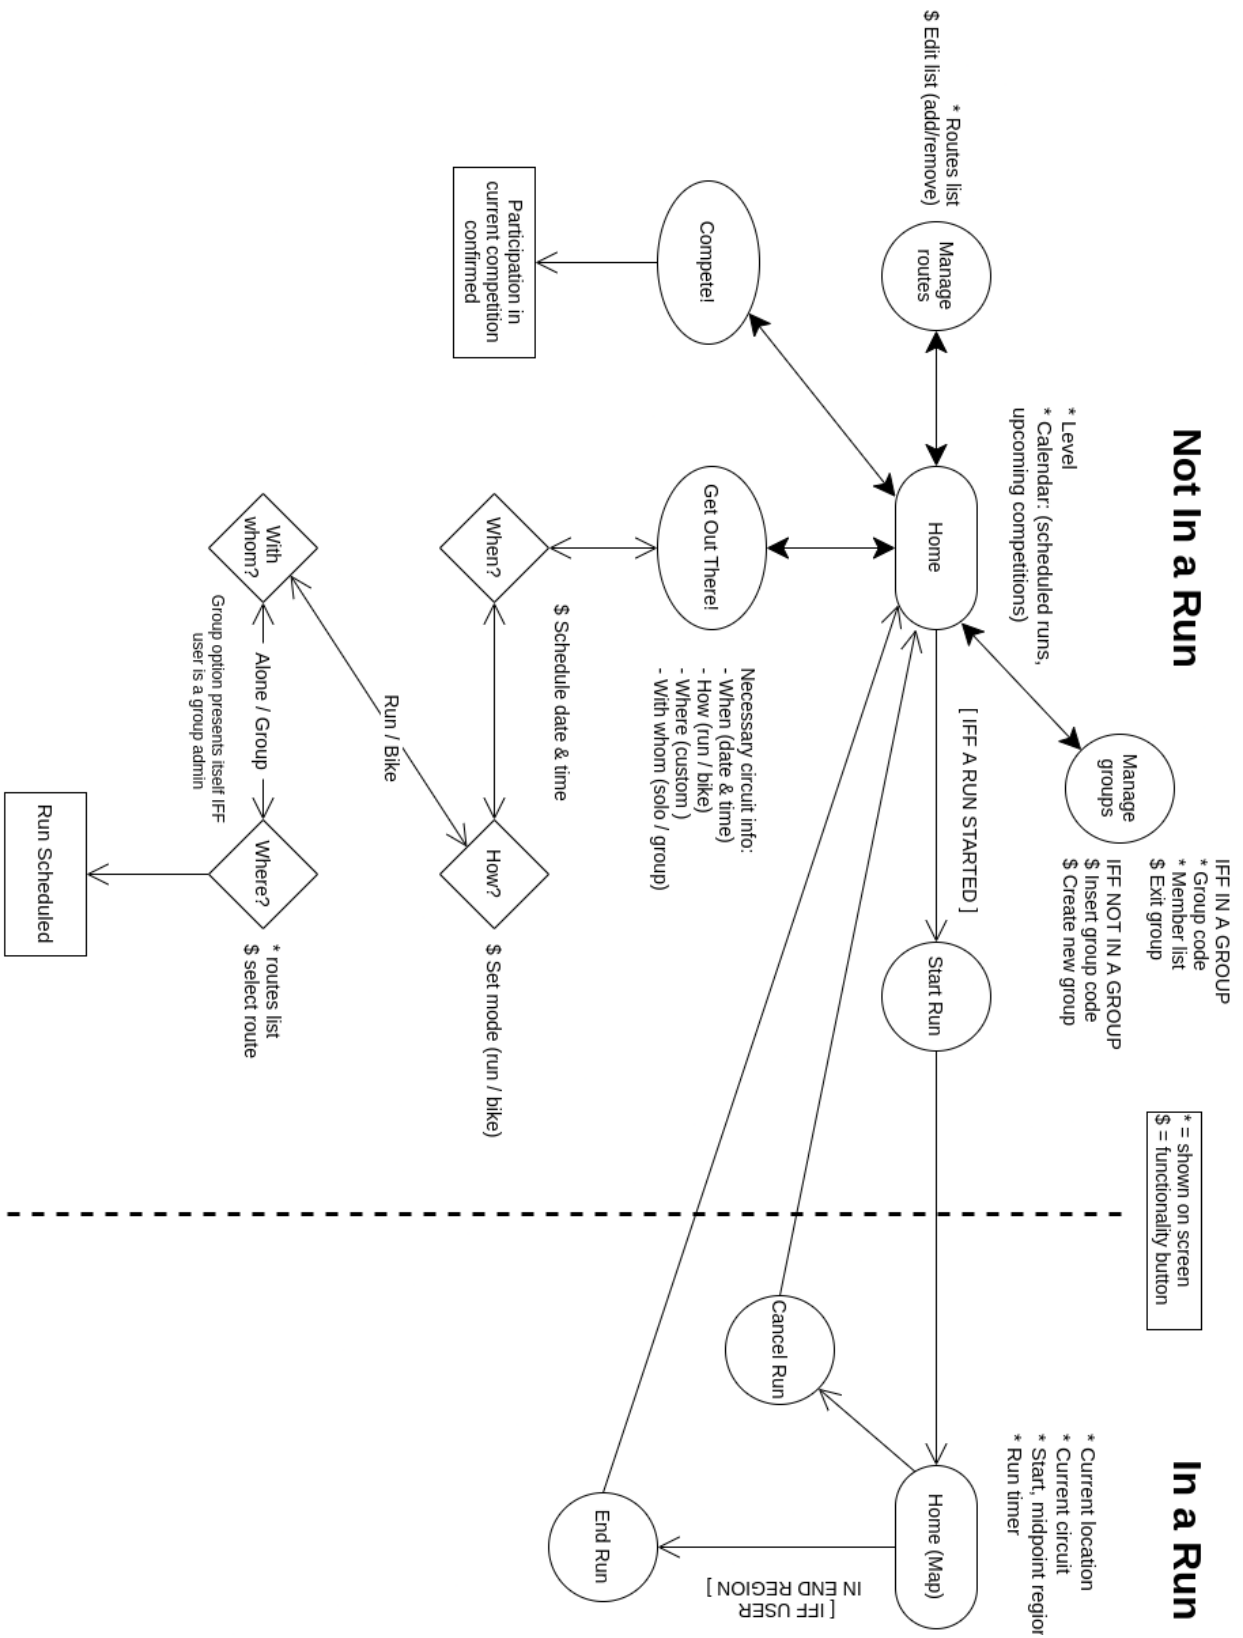 Not In a Run
In a Run
* = shown on screen
$ = functionality button
IFF IN A GROUP
* Group code
* Member list
$ Exit group
IFF NOT IN A GROUP
$ Insert group code
$ Create new group
Manage
groups
* Level
* Calendar: (scheduled runs,
upcoming competitions)
* Current location
* Current circuit
* Start, midpoint region
* Run timer
* Routes list
$ Edit list (add/remove)
Manage
routes
Home
[ IFF A RUN STARTED ]
Start Run
Home (Map)
Cancel Run
[ IFF USER
IN END REGION ]
End Run
Compete!
Get Out There!
Necessary circuit info:
- When (date & time)
- How (run / bike)
- Where (custom )
- With whom (solo / group)
Participation in
current competition
confirmed
$ Schedule date & time
When?
How?
$ Set mode (run / bike)
Run / Bike
With
whom?
Alone / Group
Group option presents itself IFF
user is a group admin
Where?
* routes list
$ select route
Run Scheduled